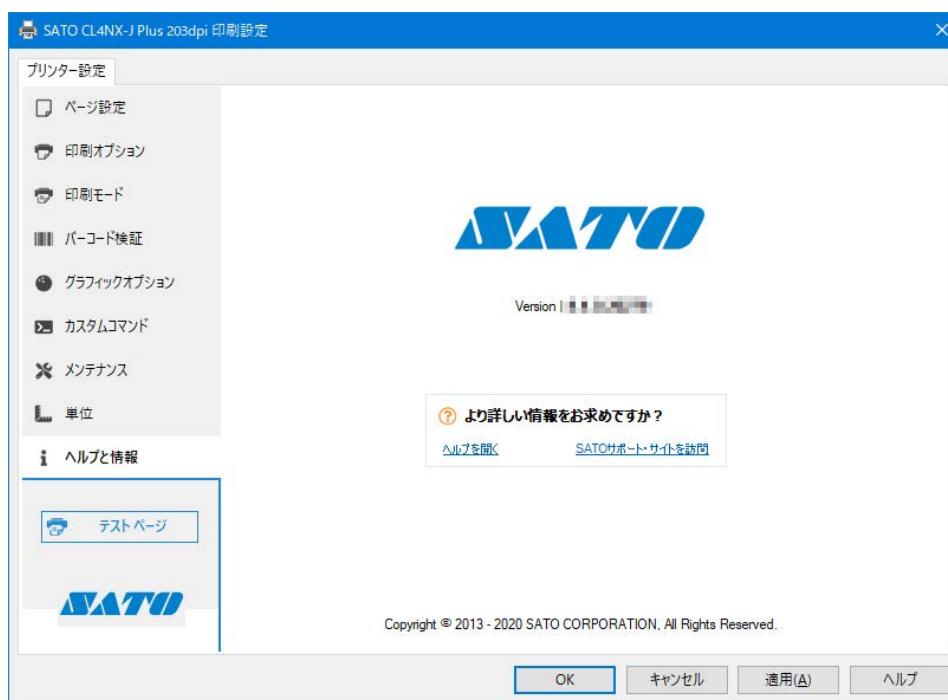 SATO CL4NX-J Plus 203dpi 印刷設定
プリンター設定
ページ設定
印刷オプション
印刷モード
バーコード検証
グラフィックオプション
カスタムコマンド
メンテナンス
単位
ヘルプと情報
テスト ページ
SATO
SATO
Version
より詳しい情報をお求めですか？
ヘルプを開く SATOサポート・サイトを訪問
Copyright © 2013 - 2020 SATO CORPORATION, All Rights Reserved.
OK キャンセル 適用(A) ヘルプ